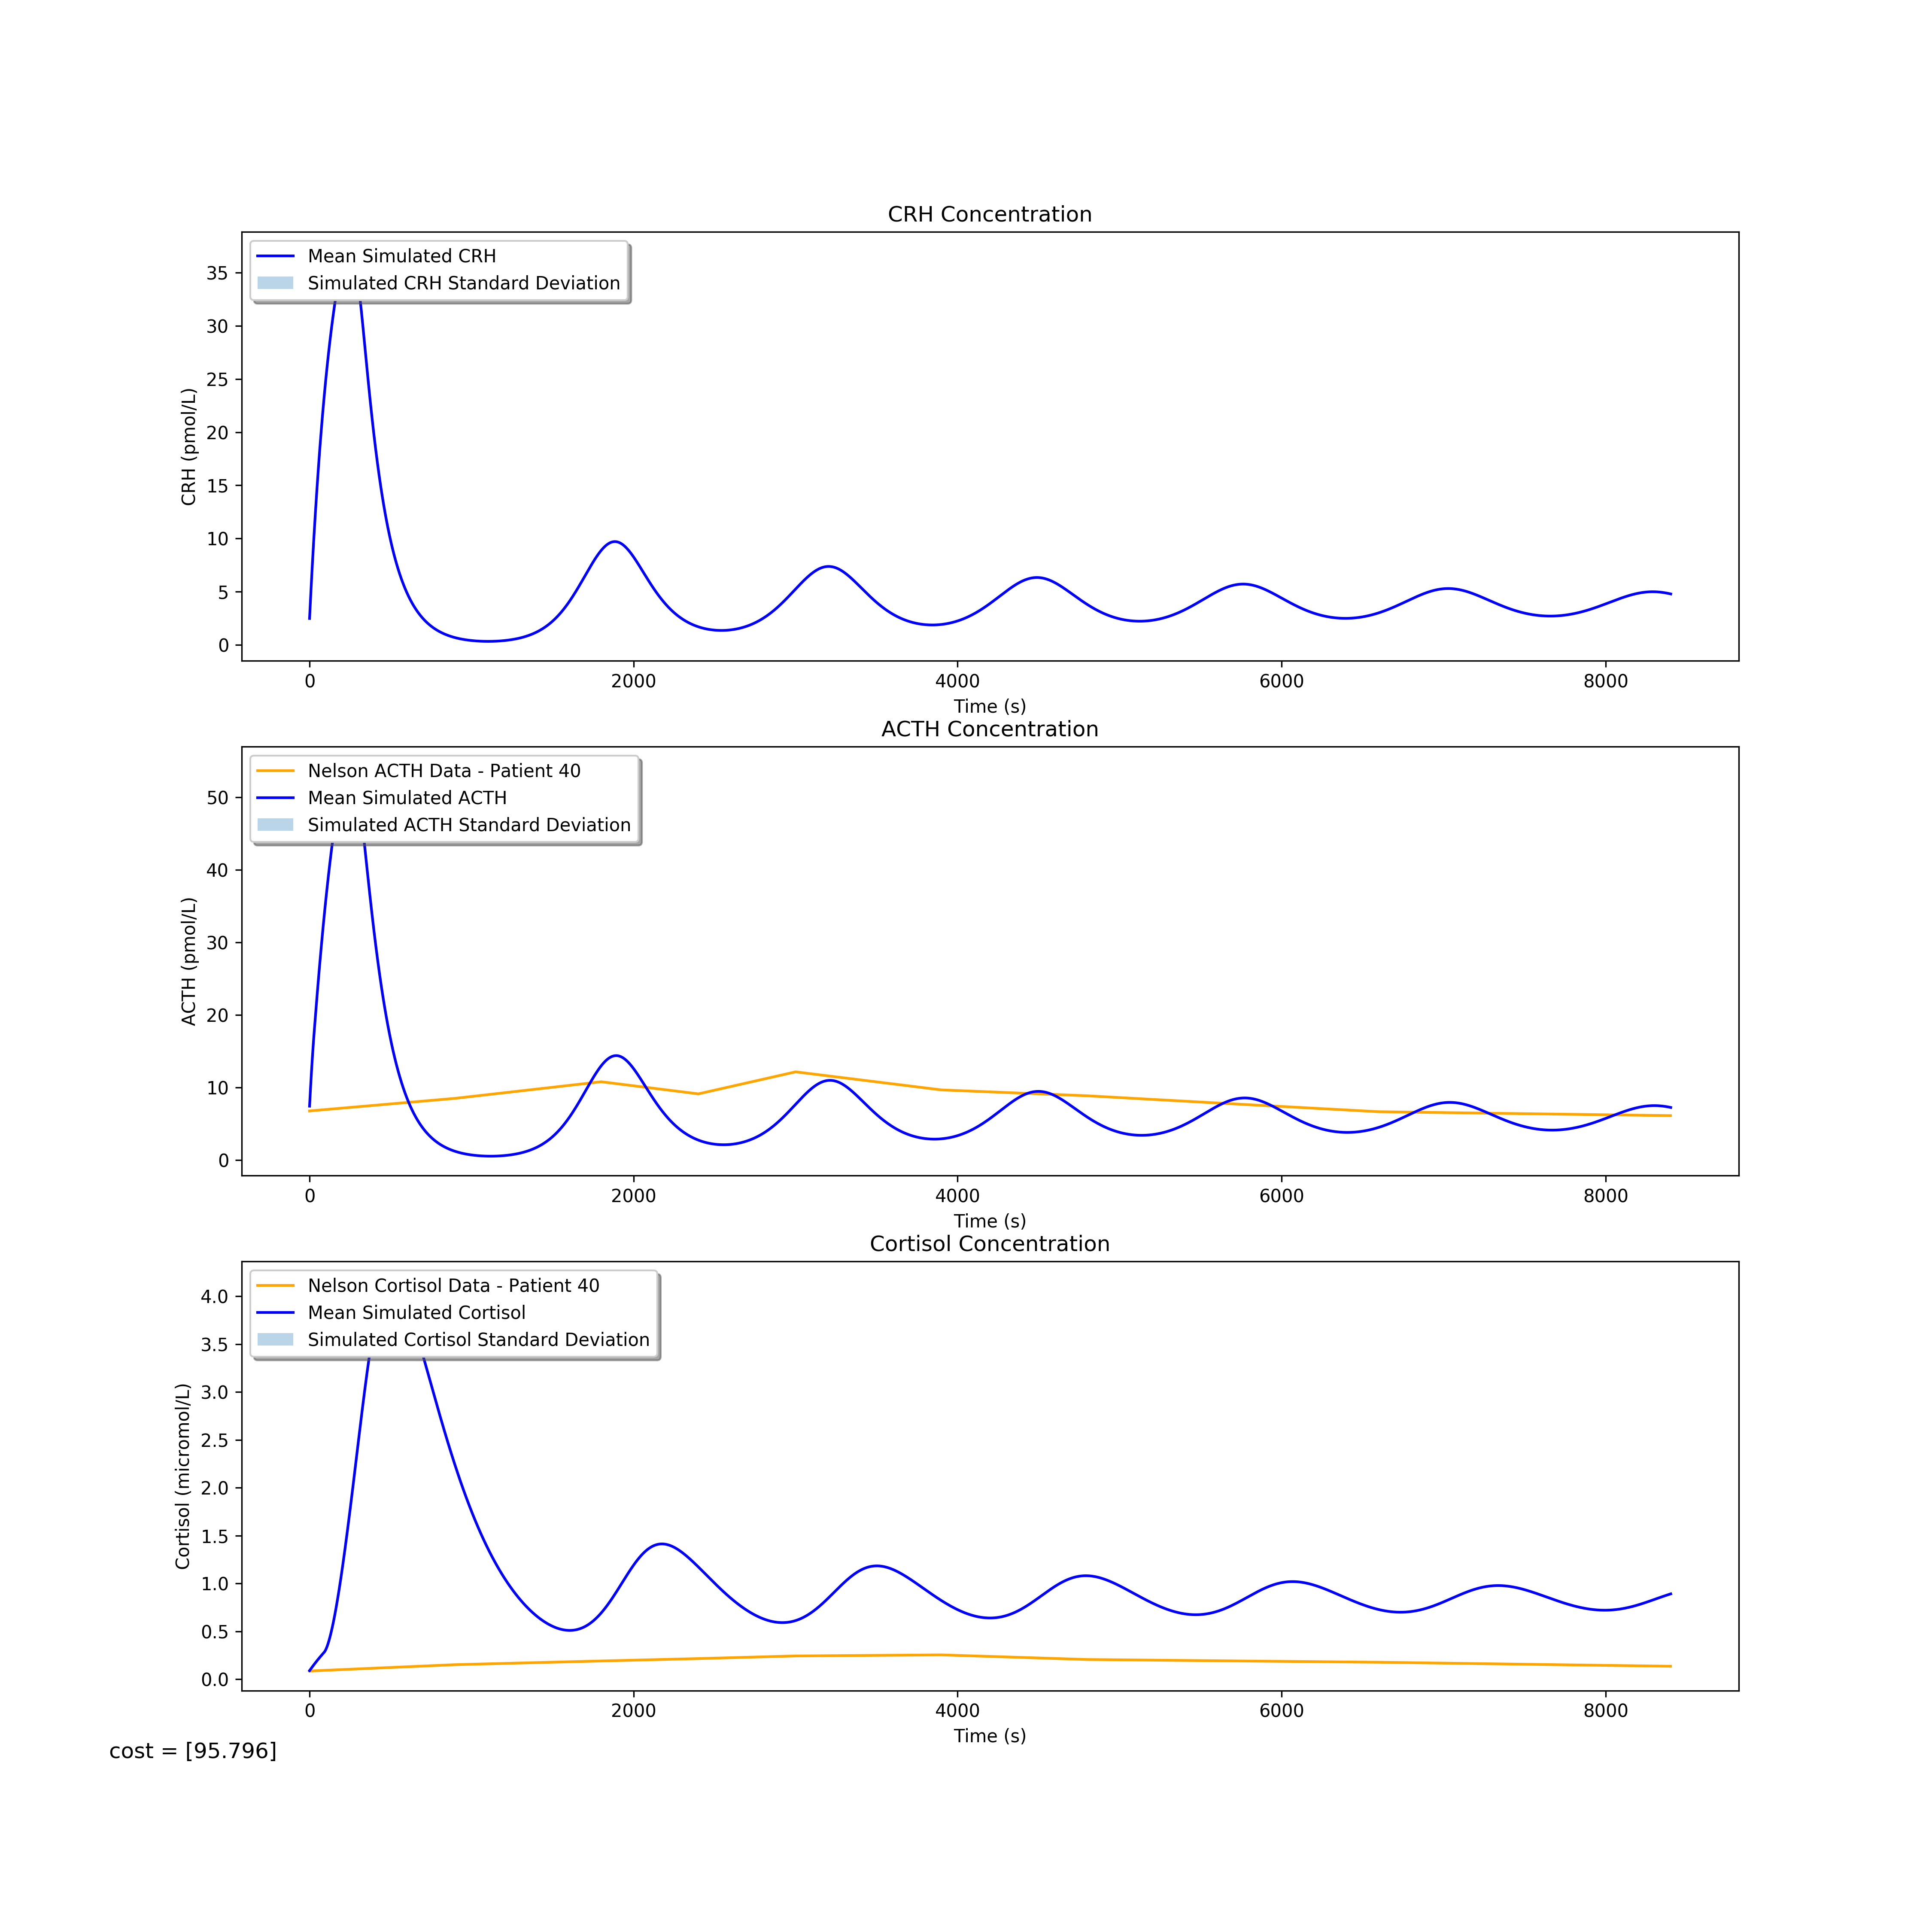 CRH Concentration
Mean Simulated CRH
Simulated CRH Standard Deviation
35
30
25
20
15
10
5
0
CRH (pmol/L)
0 2000 4000 6000 8000
Time (s)
ACTH Concentration
Nelson ACTH Data - Patient 40
Mean Simulated ACTH
Simulated ACTH Standard Deviation
50
40
30
20
10
0
ACTH (pmol/L)
0 2000 4000 6000 8000
Time (s)
Cortisol Concentration
Nelson Cortisol Data - Patient 40
Mean Simulated Cortisol
Simulated Cortisol Standard Deviation
4.0
3.5
3.0
2.5
2.0
1.5
1.0
0.5
0.0
Cortisol (micromol/L)
0 2000 4000 6000 8000
Time (s)
cost = [95.796]